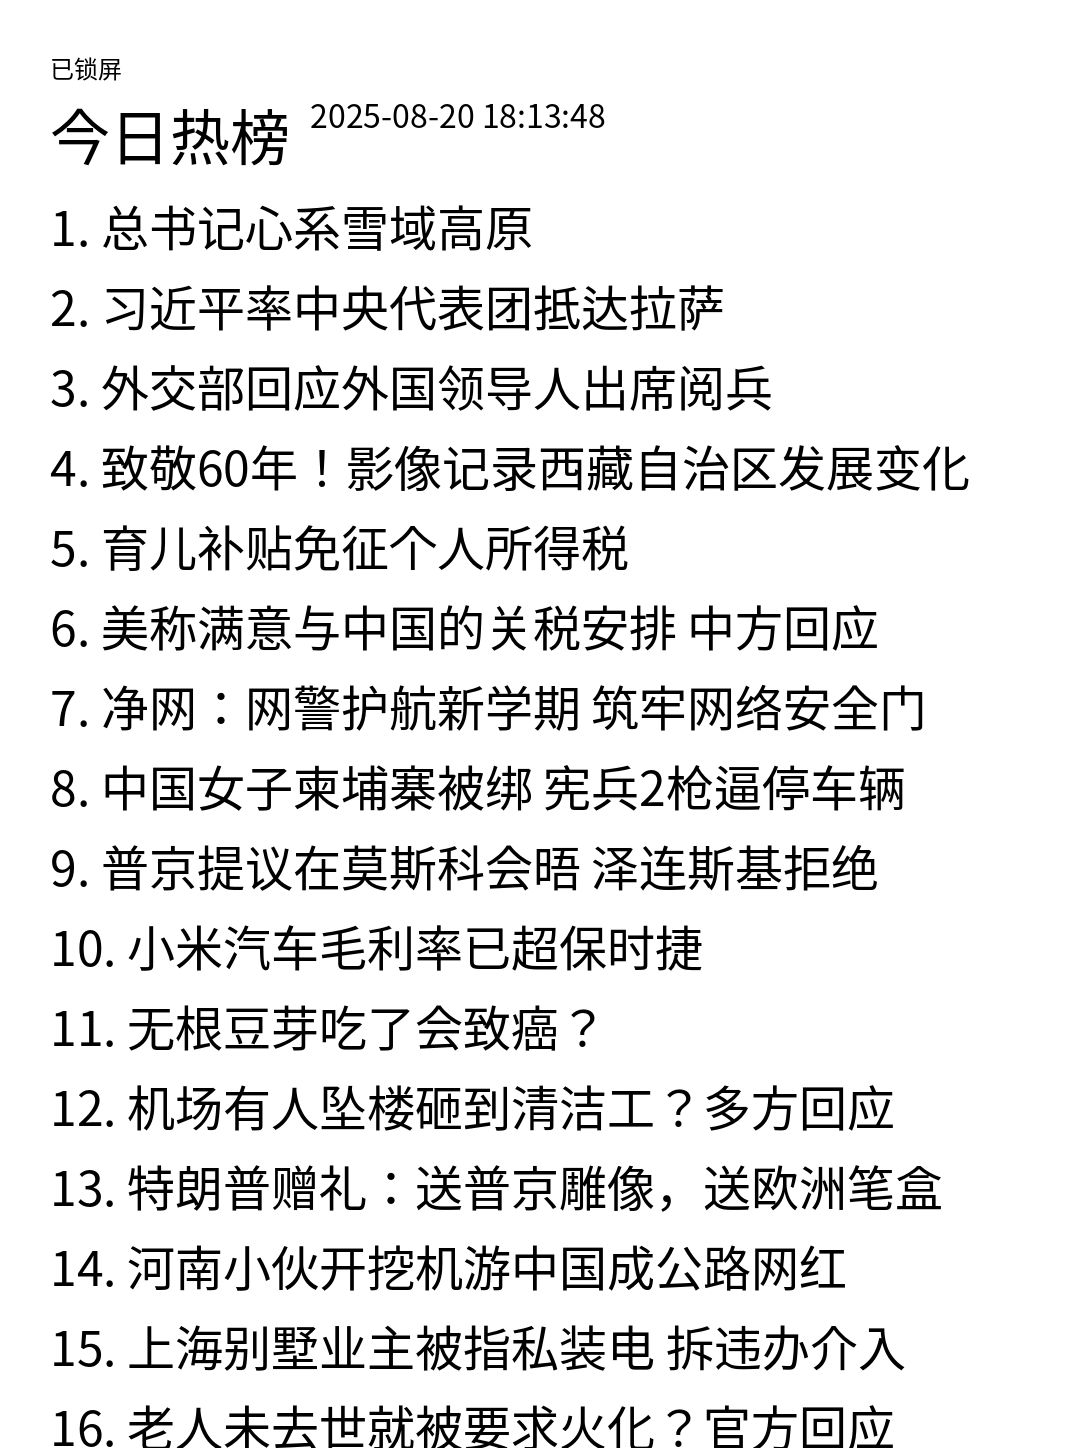 已锁屏
今日热榜 2025-08-20 18:13:48
1. 总书记心系雪域高原
2. 习近平率中央代表团抵达拉萨
3. 外交部回应外国领导人出席阅兵
4. 致敬60年！影像记录西藏自治区发展变化
5. 育儿补贴免征个人所得税
6. 美称满意与中国的关税安排 中方回应
7. 净网：网警护航新学期 筑牢网络安全门
8. 中国女子柬埔寨被绑 宪兵2枪逼停车辆
9. 普京提议在莫斯科会晤 泽连斯基拒绝
10. 小米汽车毛利率已超保时捷
11. 无根豆芽吃了会致癌？
12. 机场有人坠楼砸到清洁工？多方回应
13. 特朗普赠礼：送普京雕像，送欧洲笔盒
14. 河南小伙开挖机游中国成公路网红
15. 上海别墅业主被指私装电 拆违办介入
16. 老人未去世就被要求火化？官方回应